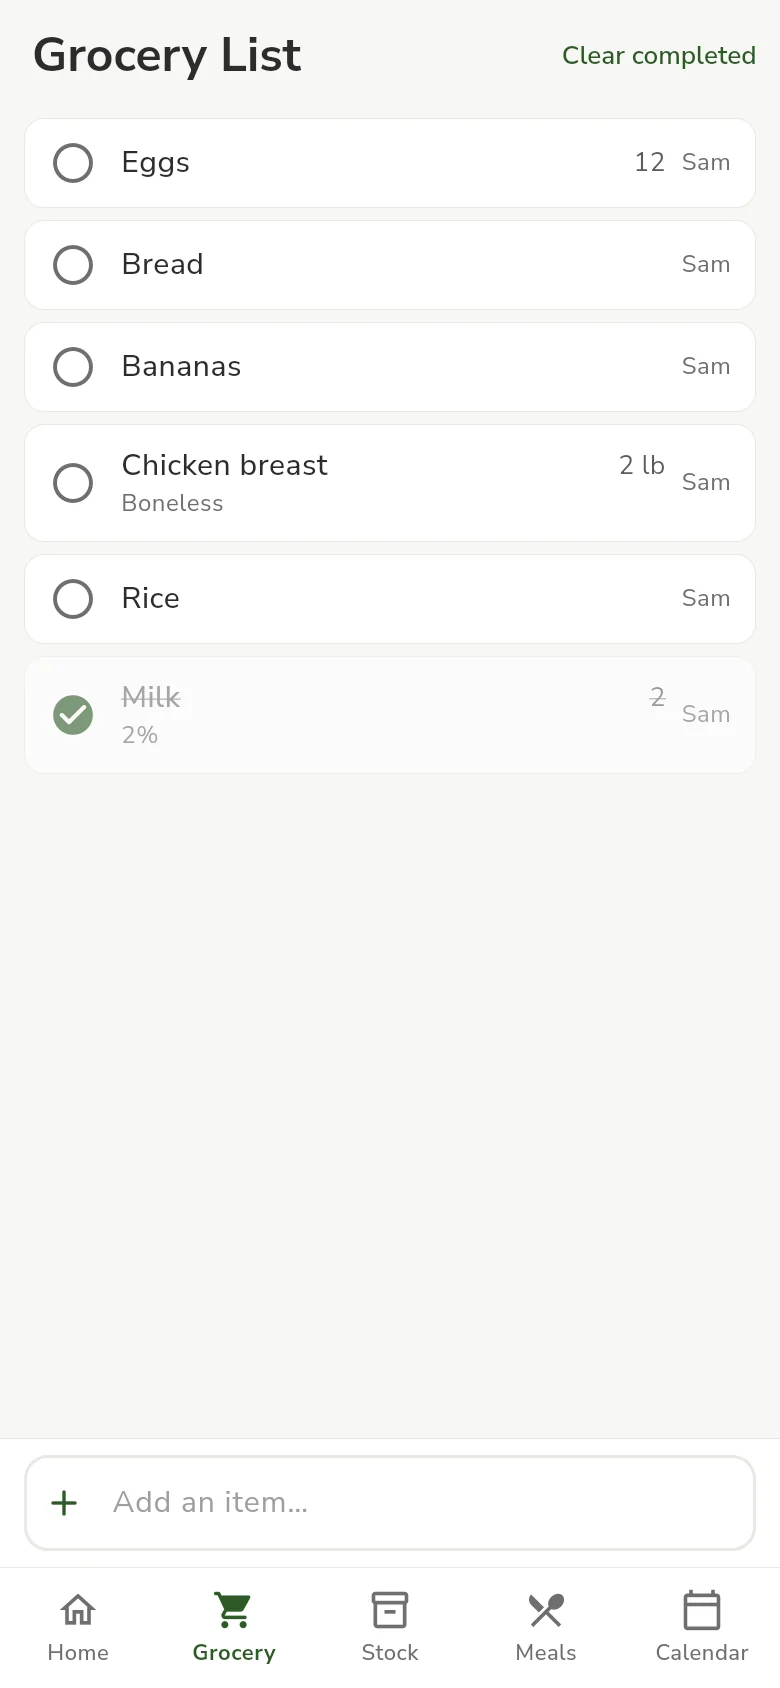 Grocery List
Clear completed
Eggs 12 Sam
Bread Sam
Bananas Sam
Chicken breast 2 lb Sam
Boneless
Rice Sam
Milk 2 Sam
2%
Add an item...
Home Grocery Stock Meals Calendar